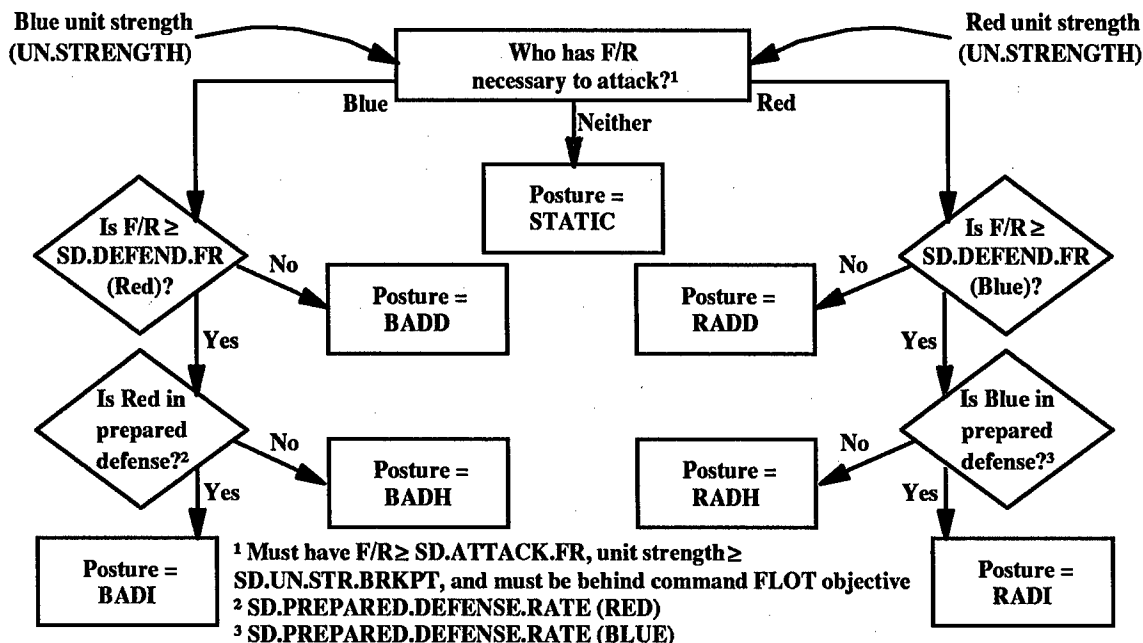 Blue unit strength
(UN.STRENGTH)
Who has F/R
necessary to attack?¹
Red unit strength
(UN.STRENGTH)
Blue
Neither
Red
Posture =
STATIC
Is F/R ≥
SD.DEFEND.FR
(Red)?
No
Posture =
BADD
Yes
Is F/R ≥
SD.DEFEND.FR
(Blue)?
No
Posture =
RADD
Yes
Is Red in
prepared
defense?²
No
Posture =
BADH
Yes
Posture =
BADI
Is Blue in
prepared
defense?³
No
Posture =
RADH
Yes
Posture =
RADI
¹ Must have F/R ≥ SD.ATTACK.FR, unit strength ≥
SD.UN.STR.BRKPT, and must be behind command FLOT objective
² SD.PREPARED.DEFENSE.RATE (RED)
³ SD.PREPARED.DEFENSE.RATE (BLUE)